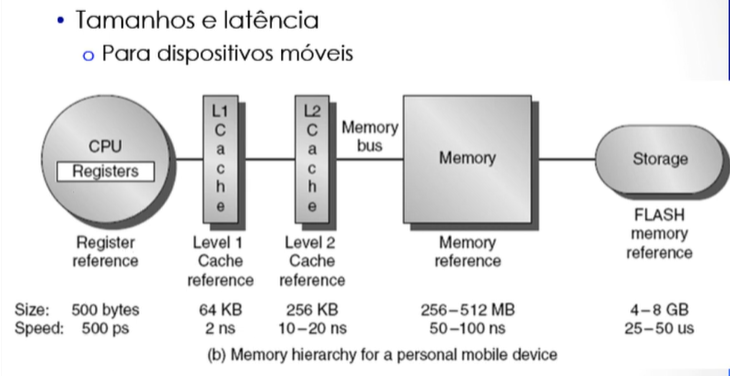 • Tamanhos e latência
o Para dispositivos móveis
CPU
Registers
L1
C
a
c
h
e
L2
C
a
c
h
e
Memory
bus
Memory
Storage
Register
reference
Level 1
Cache
reference
Level 2
Cache
reference
Memory
reference
FLASH
memory
reference
Size: 500 bytes 64 KB 256 KB 256–512 MB 4–8 GB
Speed: 500 ps 2 ns 10–20 ns 50–100 ns 25–50 us
(b) Memory hierarchy for a personal mobile device